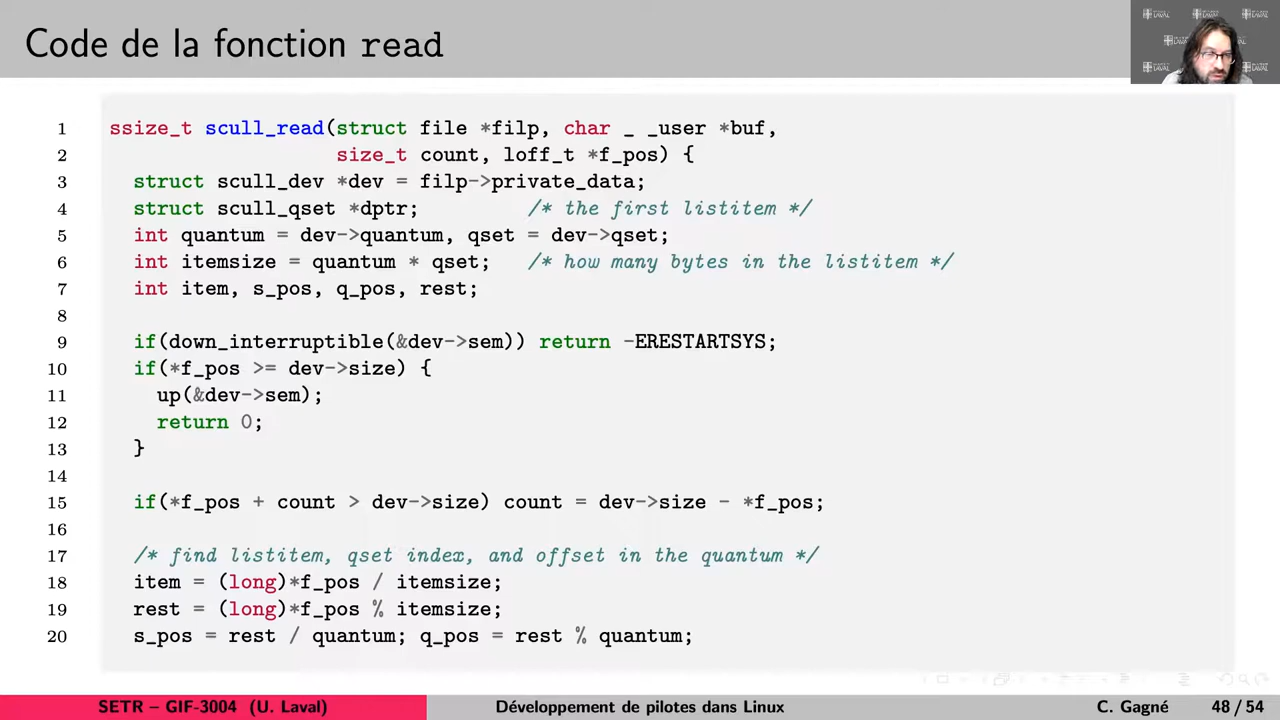 Code de la fonction read
1 ssize_t scull_read(struct file *filp, char _ _user *buf,
2 size_t count, loff_t *f_pos) {
3 struct scull_dev *dev = filp->private_data;
4 struct scull_qset *dptr; /* the first listitem */
5 int quantum = dev->quantum, qset = dev->qset;
6 int itemsize = quantum * qset; /* how many bytes in the listitem */
7 int item, s_pos, q_pos, rest;
8
9 if(down_interruptible(&dev->sem)) return -ERESTARTSYS;
10 if(*f_pos >= dev->size) {
11 up(&dev->sem);
12 return 0;
13 }
14
15 if(*f_pos + count > dev->size) count = dev->size - *f_pos;
16
17 /* find listitem, qset index, and offset in the quantum */
18 item = (long)*f_pos / itemsize;
19 rest = (long)*f_pos % itemsize;
20 s_pos = rest / quantum; q_pos = rest % quantum;
SETR – GIF-3004 (U. Laval) Développement de pilotes dans Linux C. Gagné 48 / 54